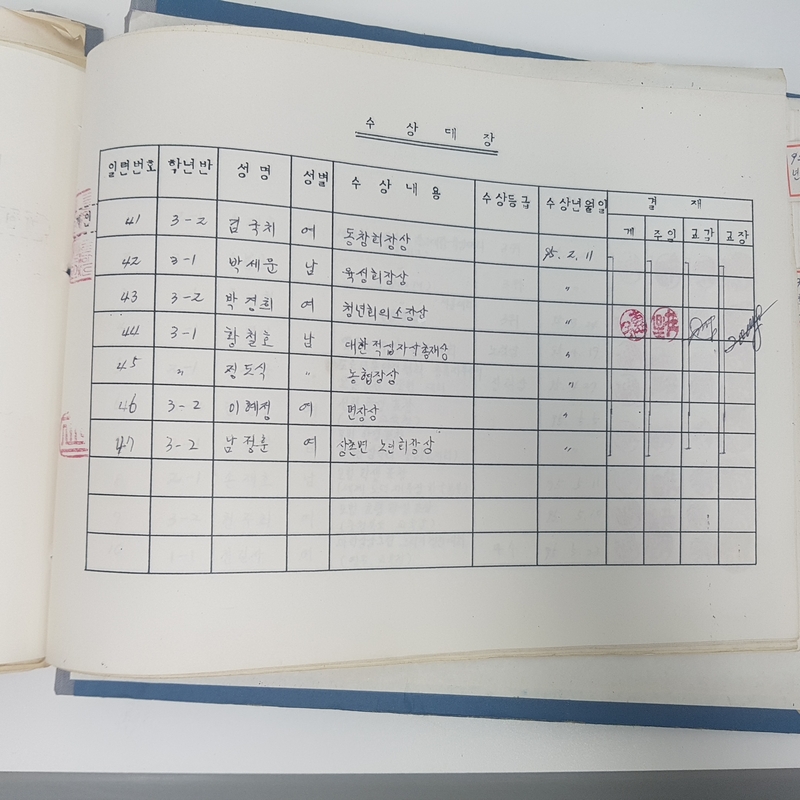 수 상 대 장
일련번호 학년반 성명 성별 수상내용 수상등급 수상년월일 결 재
계 주임 교감 교장
41 3-2 국치 여 동창회장상 95. 2. 11
42 3-1 박세문 남 육성회장상 〃
43 3-2 박경희 여 청년회의소장상 〃
44 3-1 황철호 남 대한적십자사총재상 〃
45 〃 정도식 〃 농협장상 〃
46 3-2 이혜정 여 면장상 〃
47 3-2 남정훈 여 상촌면 노인회장상 〃